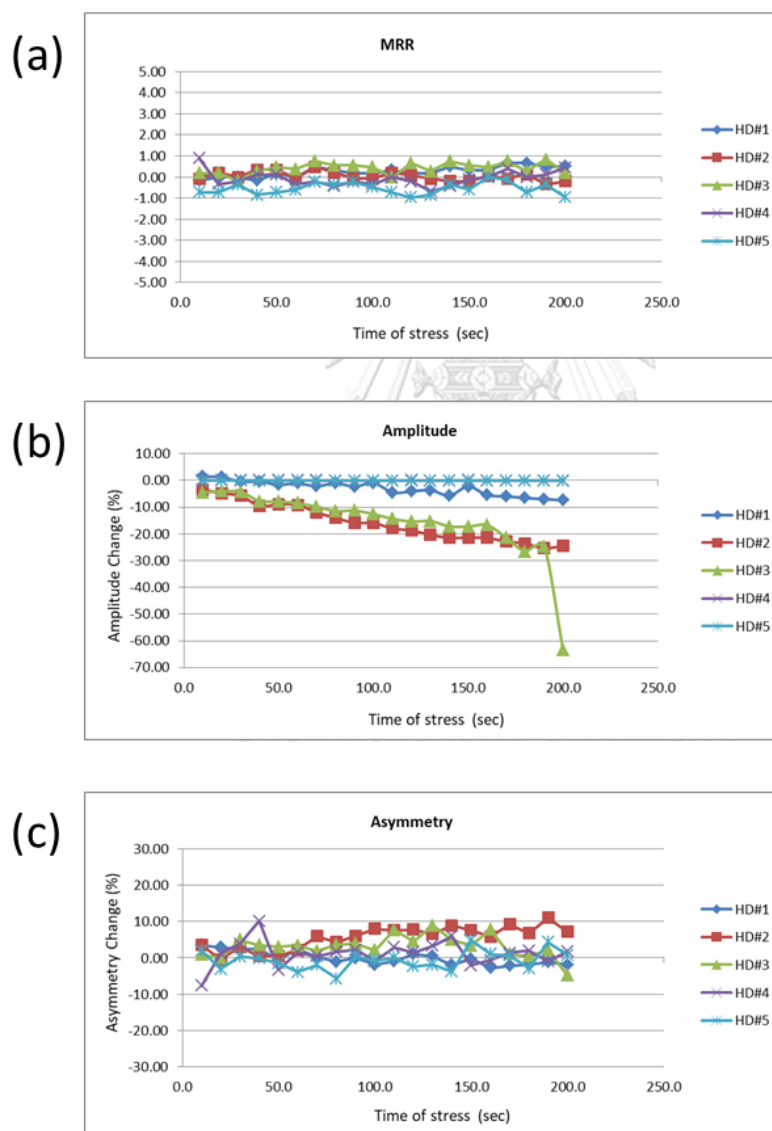 (a)
MRR
5.00
4.00
3.00
2.00
1.00
0.00
-1.00
-2.00
-3.00
-4.00
-5.00
0.0 50.0 100.0 150.0 200.0 250.0
Time of stress (sec)
HD#1
HD#2
HD#3
HD#4
HD#5
(b)
Amplitude
Amplitude Change (%)
10.00
0.00
-10.00
-20.00
-30.00
-40.00
-50.00
-60.00
-70.00
0.0 50.0 100.0 150.0 200.0 250.0
Time of stress (sec)
HD#1
HD#2
HD#3
HD#4
HD#5
(c)
Asymmetry
Asymmetry Change (%)
30.00
20.00
10.00
0.00
-10.00
-20.00
-30.00
0.0 50.0 100.0 150.0 200.0 250.0
Time of stress (sec)
HD#1
HD#2
HD#3
HD#4
HD#5